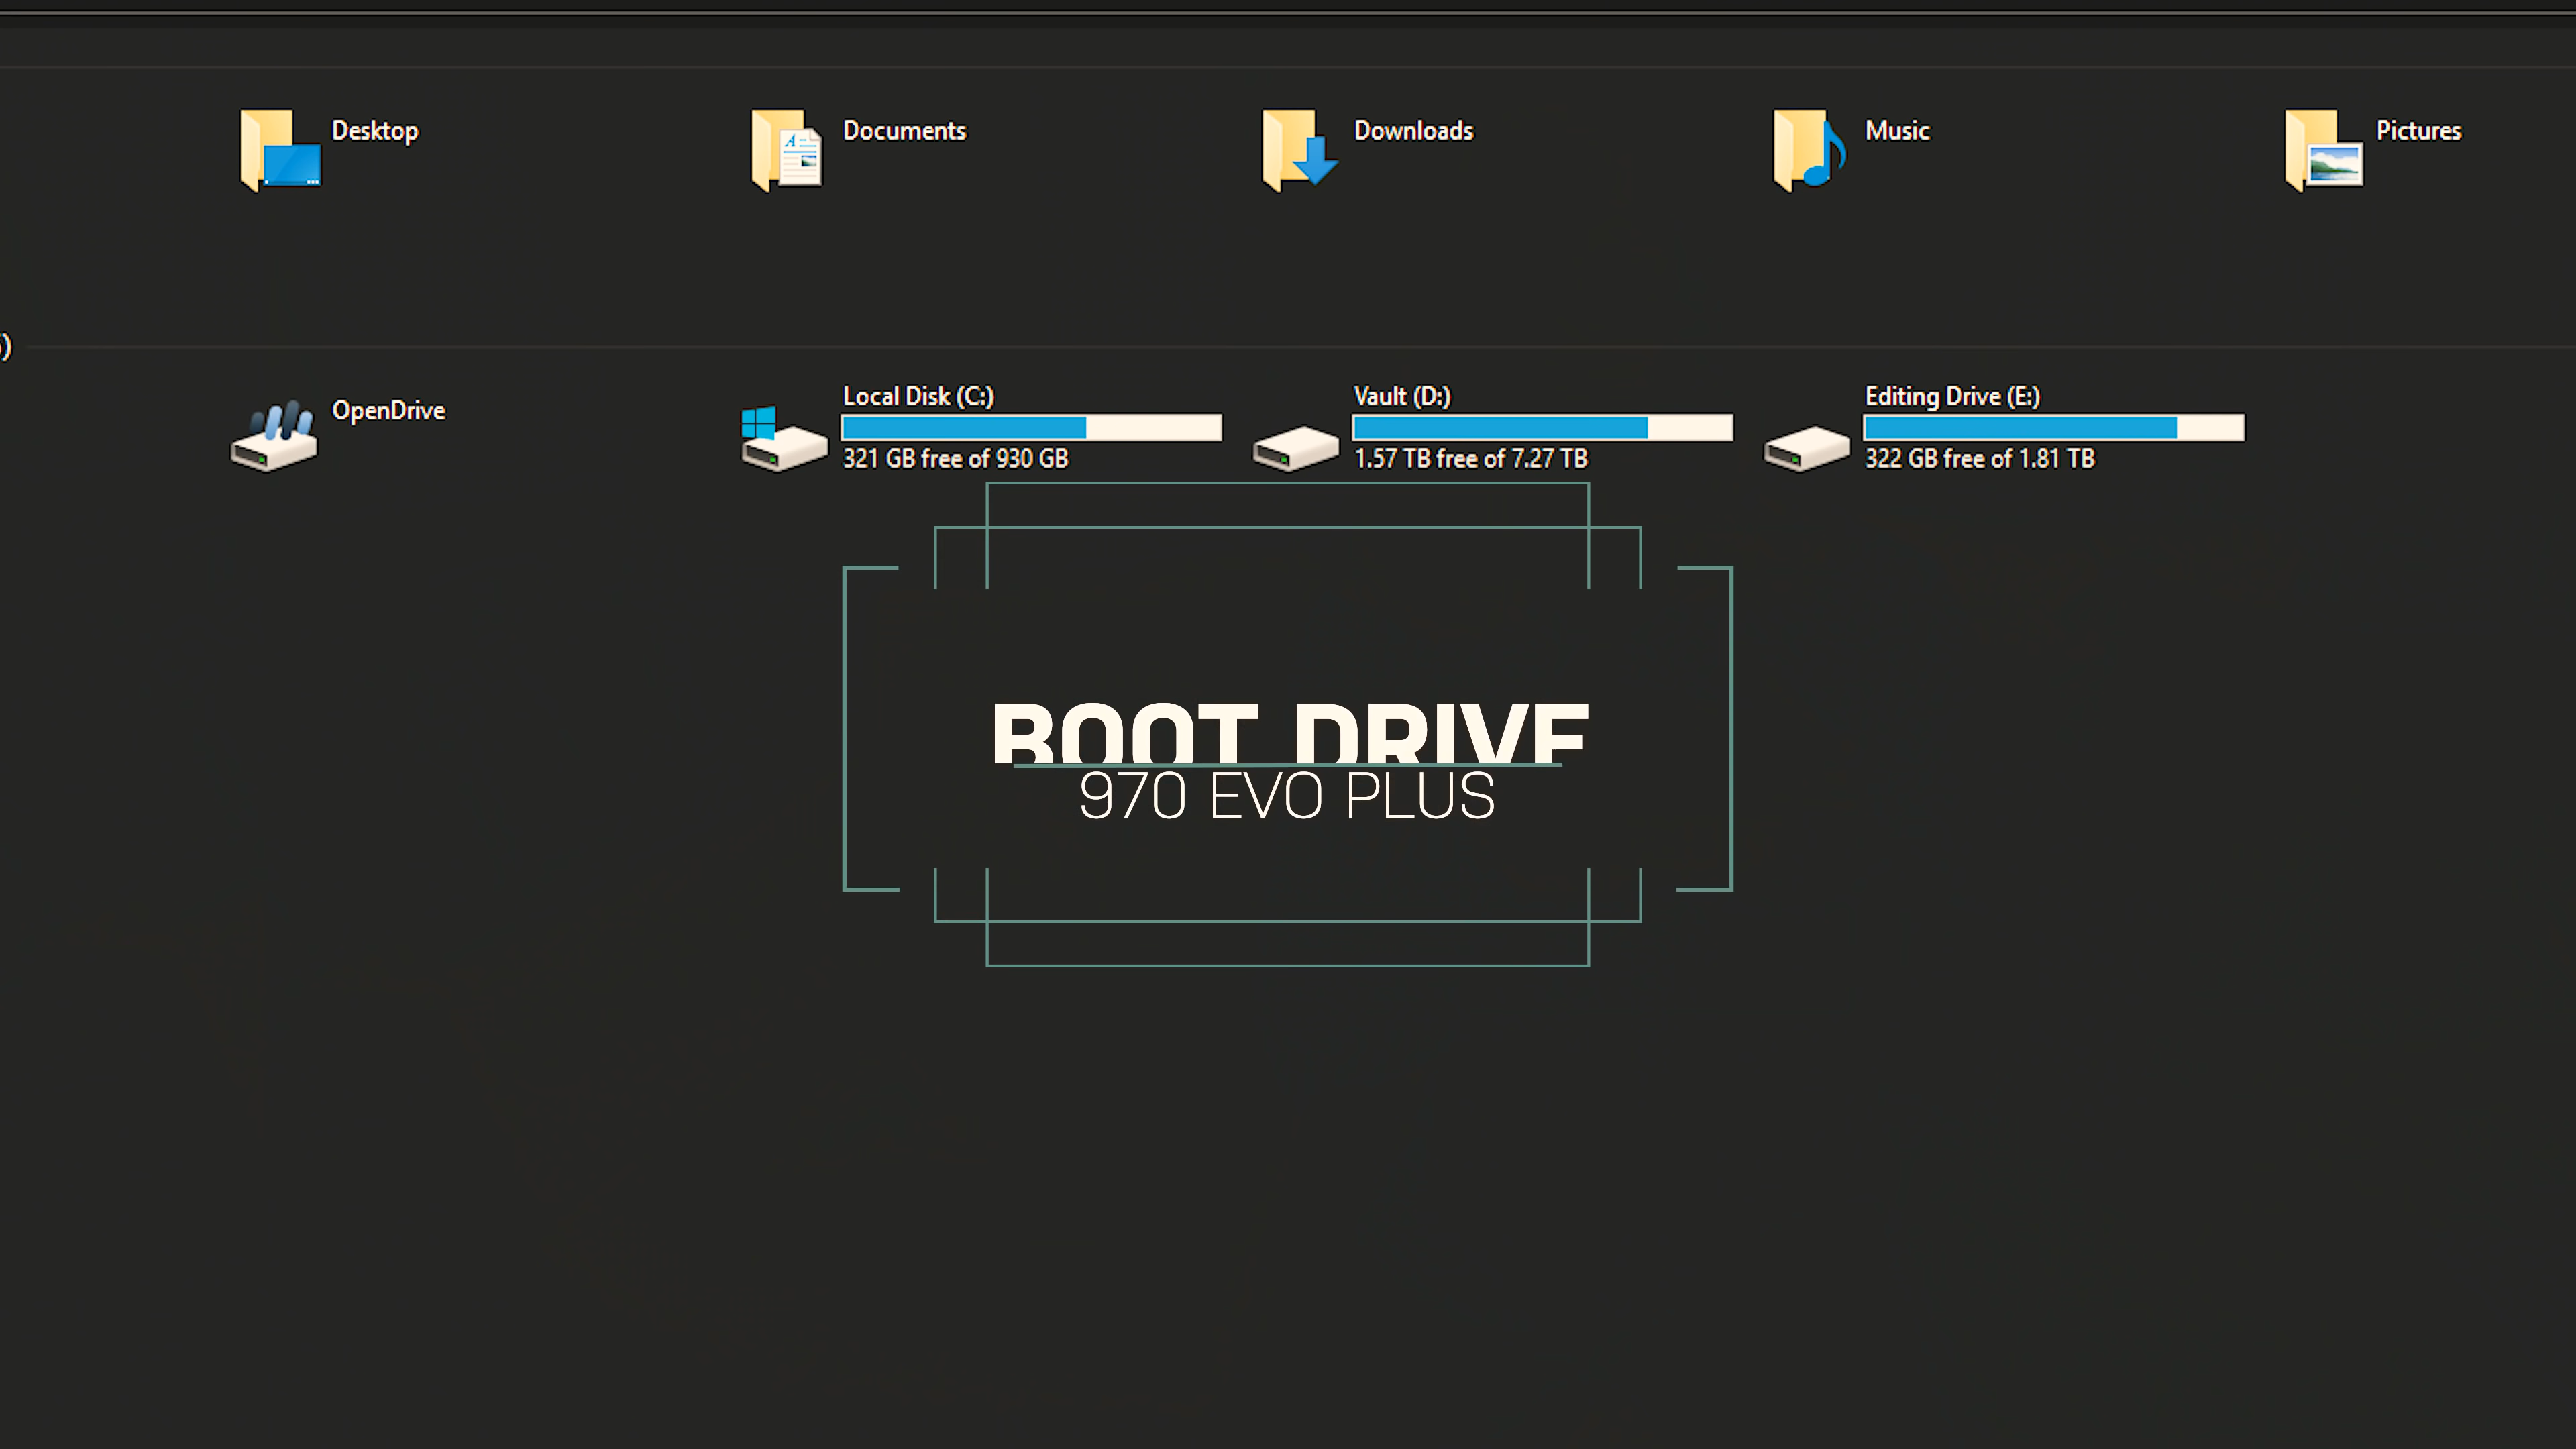 Desktop
Documents
Downloads
Music
Pictures
)
OpenDrive
Local Disk (C:)
321 GB free of 930 GB
Vault (D:)
1.57 TB free of 7.27 TB
Editing Drive (E:)
322 GB free of 1.81 TB
BOOT DRIVE
970 EVO PLUS